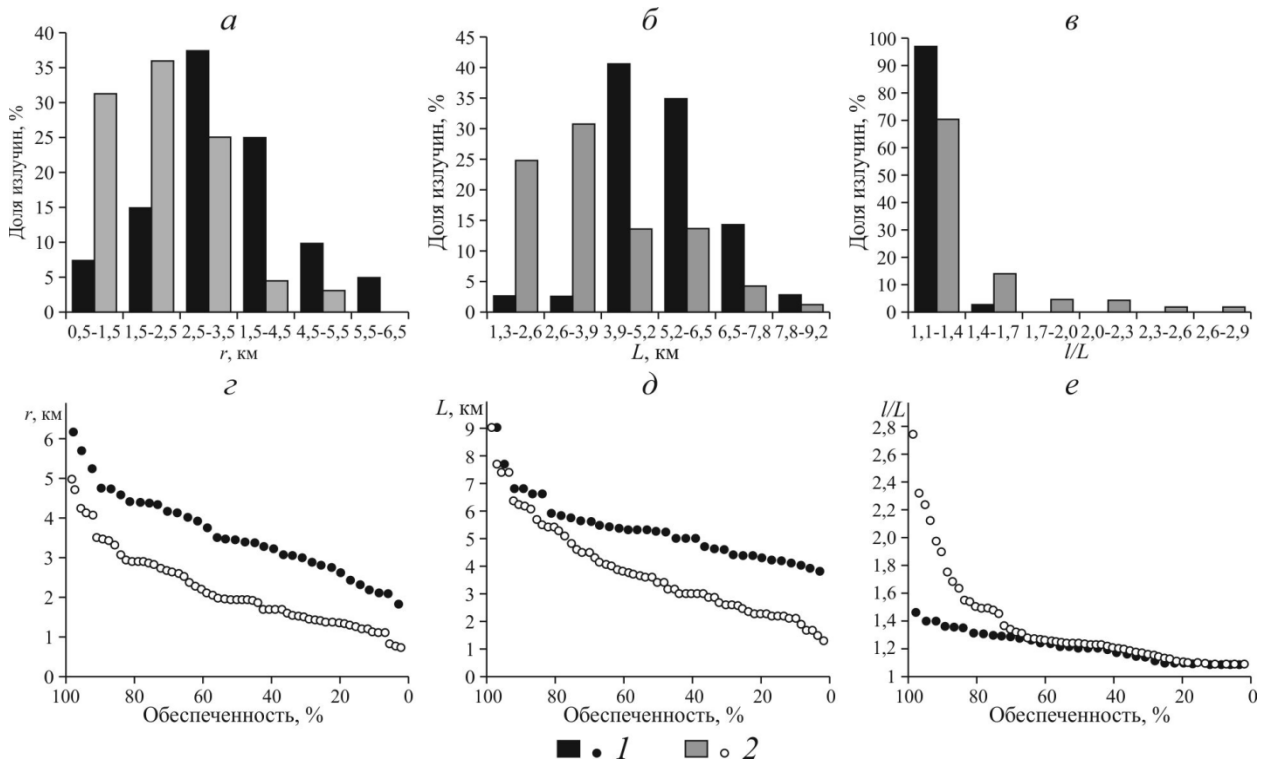 а
Доля излучин, %
40
35
30
25
20
15
10
5
0
0,5-1,5 1,5-2,5 2,5-3,5 1,5-4,5 4,5-5,5 5,5-6,5
r, км
б
Доля излучин, %
45
40
35
30
25
20
15
10
5
0
1,3-2,6 2,6-3,9 3,9-5,2 5,2-6,5 6,5-7,8 7,8-9,2
L, км
в
Доля излучин, %
100
90
80
70
60
50
40
30
20
10
0
1,1-1,4 1,4-1,7 1,7-2,0 2,0-2,3 2,3-2,6 2,6-2,9
l/L
г
r, км
6
5
4
3
2
1
0
100 80 60 40 20 0
Обеспеченность, %
д
L, км
9
8
7
6
5
4
3
2
1
0
100 80 60 40 20 0
Обеспеченность, %
е
l/L
2,8
2,6
2,4
2,2
2,0
1,8
1,6
1,4
1,2
1
100 80 60 40 20 0
Обеспеченность, %
1 2